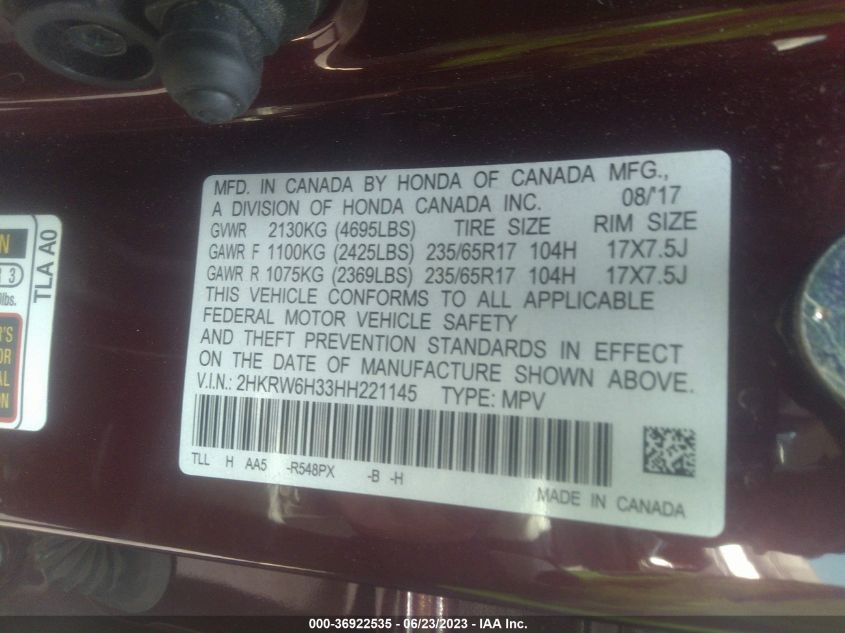 MFD. IN CANADA BY HONDA OF CANADA MFG.,
A DIVISION OF HONDA CANADA INC. 08/'17
GVWR 2130KG (4695LBS) TIRE SIZE RIM SIZE
GAWR F 1100KG (2425LBS) 235/65R17 104H 17X7.5J
GAWR R 1075KG (2369LBS) 235/65R17 104H 17X7.5J
THIS VEHICLE CONFORMS TO ALL APPLICABLE
FEDERAL MOTOR VEHICLE SAFETY
AND THEFT PREVENTION STANDARDS IN EFFECT
ON THE DATE OF MANUFACTURE SHOWN ABOVE.
V.I.N.: 2HKRW6H33HH221145 TYPE: MPV
TLL H AA5 -R548PX -B -H
MADE IN CANADA
TLA A0
3
lbs.
000-36922535 - 06/23/2023 - IAA Inc.